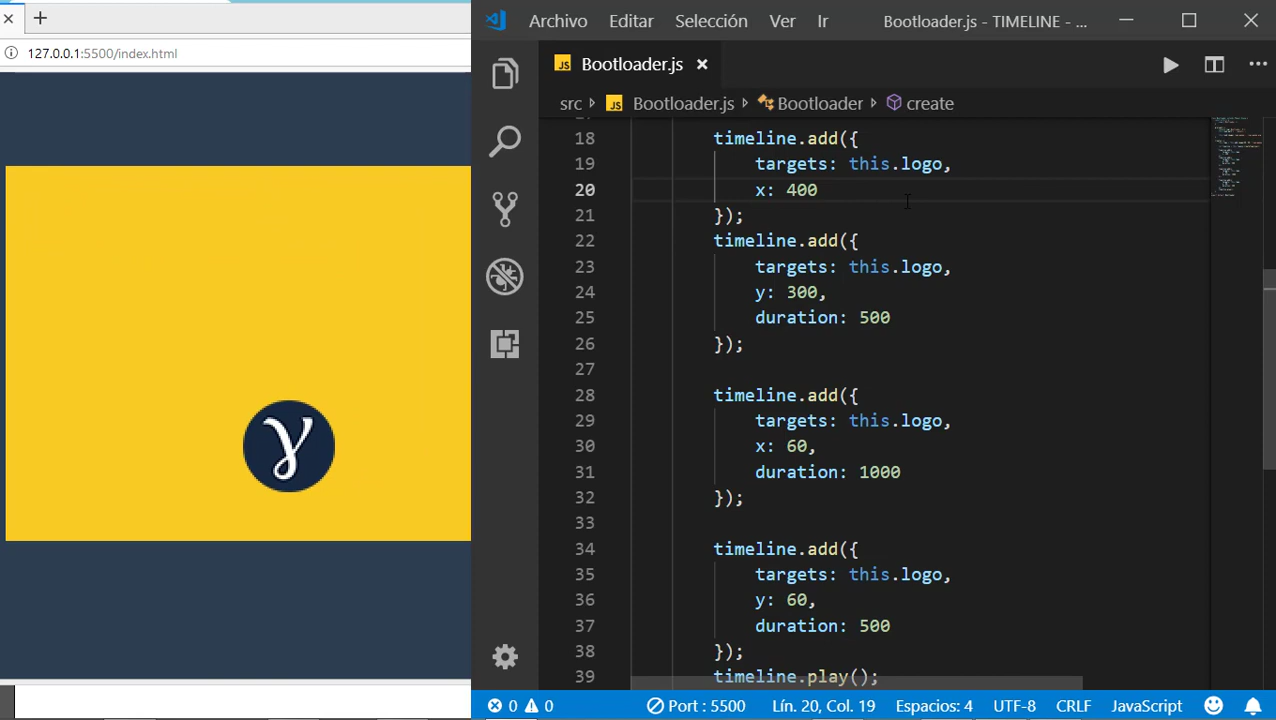 127.0.0.1:5500/index.html
γ
Archivo Editar Selección Ver Ir Bootloader.js - TIMELINE - ...
JS Bootloader.js
src JS Bootloader.js Bootloader create
18 timeline.add({
19 targets: this.logo,
20 x: 400
21 });
22 timeline.add({
23 targets: this.logo,
24 y: 300,
25 duration: 500
26 });
27
28 timeline.add({
29 targets: this.logo,
30 x: 60,
31 duration: 1000
32 });
33
34 timeline.add({
35 targets: this.logo,
36 y: 60,
37 duration: 500
38 });
39 timeline.play();
0 0 Port : 5500 Lín. 20, Col. 19 Espacios: 4 UTF-8 CRLF JavaScript